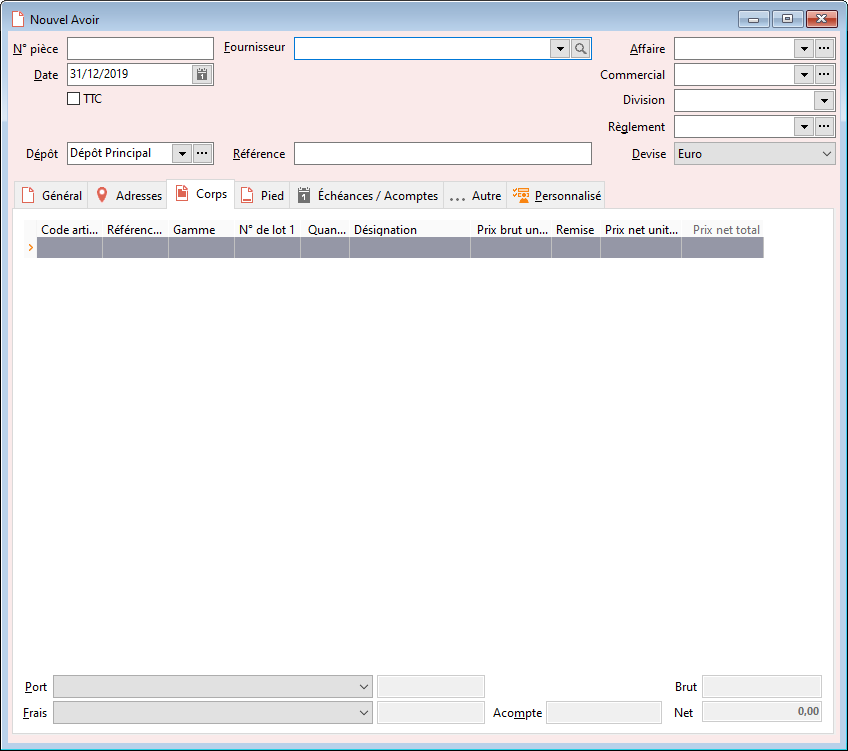 Nouvel Avoir
N° pièce
Fournisseur
Affaire
Date 31/12/2019
Commercial
TTC
Division
Règlement
Dépôt Dépôt Principal
Référence
Devise Euro
Général Adresses Corps Pied Échéances / Acomptes Autre Personnalisé
Code arti... Référenc... Gamme N° de lot 1 Quan... Désignation Prix brut un... Remise Prix net unit... Prix net total
Port
Brut
Frais
Acompte
Net 0,00